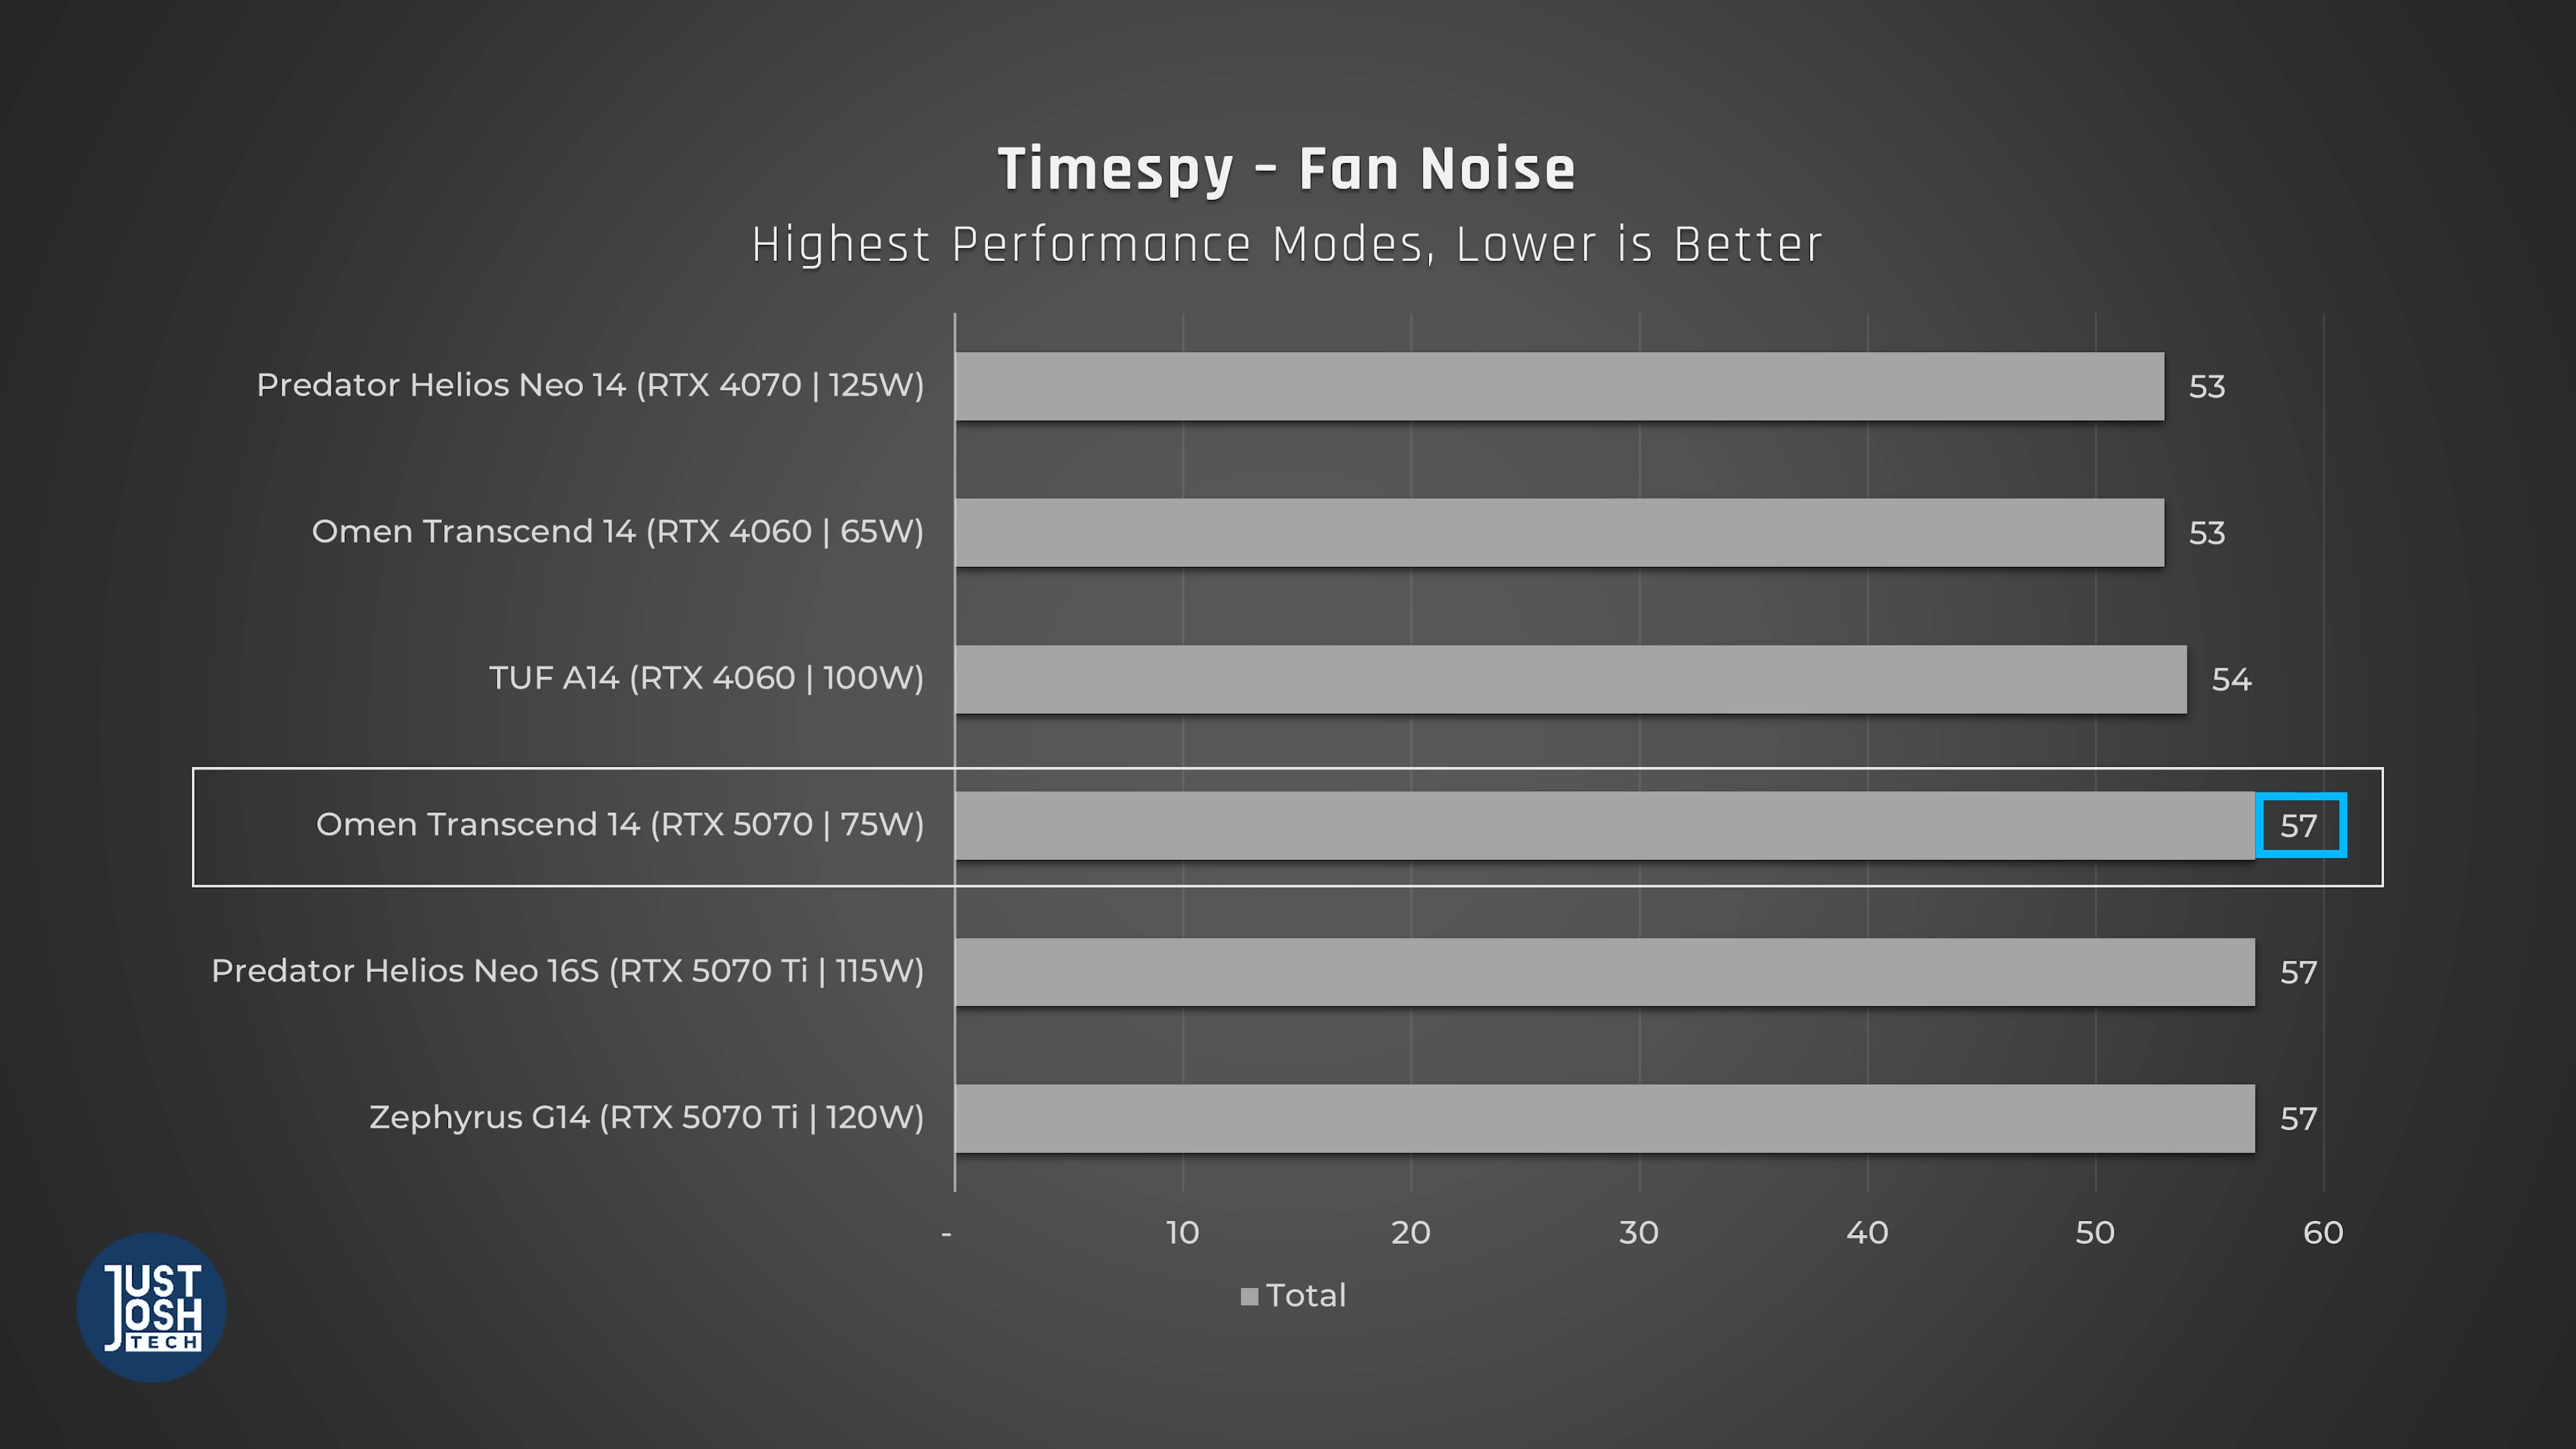 Timespy – Fan Noise
Highest Performance Modes, Lower is Better
Predator Helios Neo 14 (RTX 4070 | 125W) 53
Omen Transcend 14 (RTX 4060 | 65W) 53
TUF A14 (RTX 4060 | 100W) 54
Omen Transcend 14 (RTX 5070 | 75W) 57
Predator Helios Neo 16S (RTX 5070 Ti | 115W) 57
Zephyrus G14 (RTX 5070 Ti | 120W) 57
- 10 20 30 40 50 60
Total
JUST
JOSH
TECH